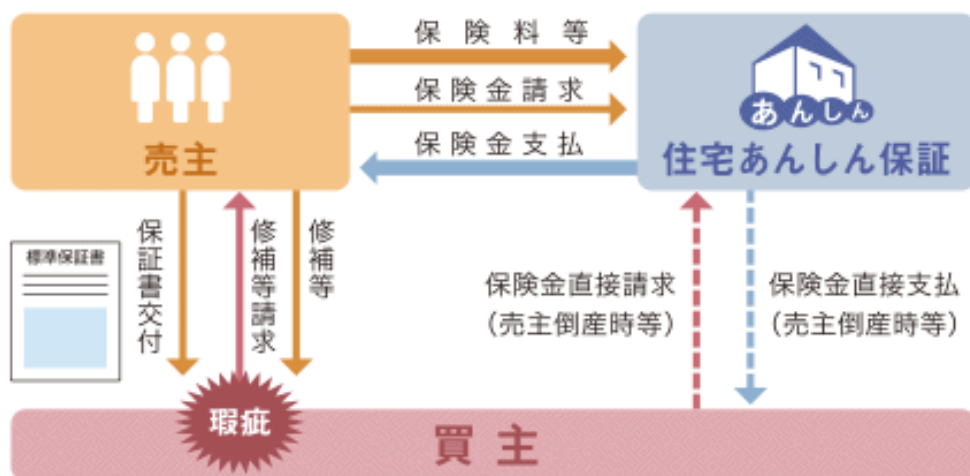 保険料等
保険金請求
保険金支払
売主
あんしん
住宅あんしん保証
標準保証書
保証書交付
修補等請求
修補等
保険金直接請求
（売主倒産時等）
保険金直接支払
（売主倒産時等）
瑕疵
買主